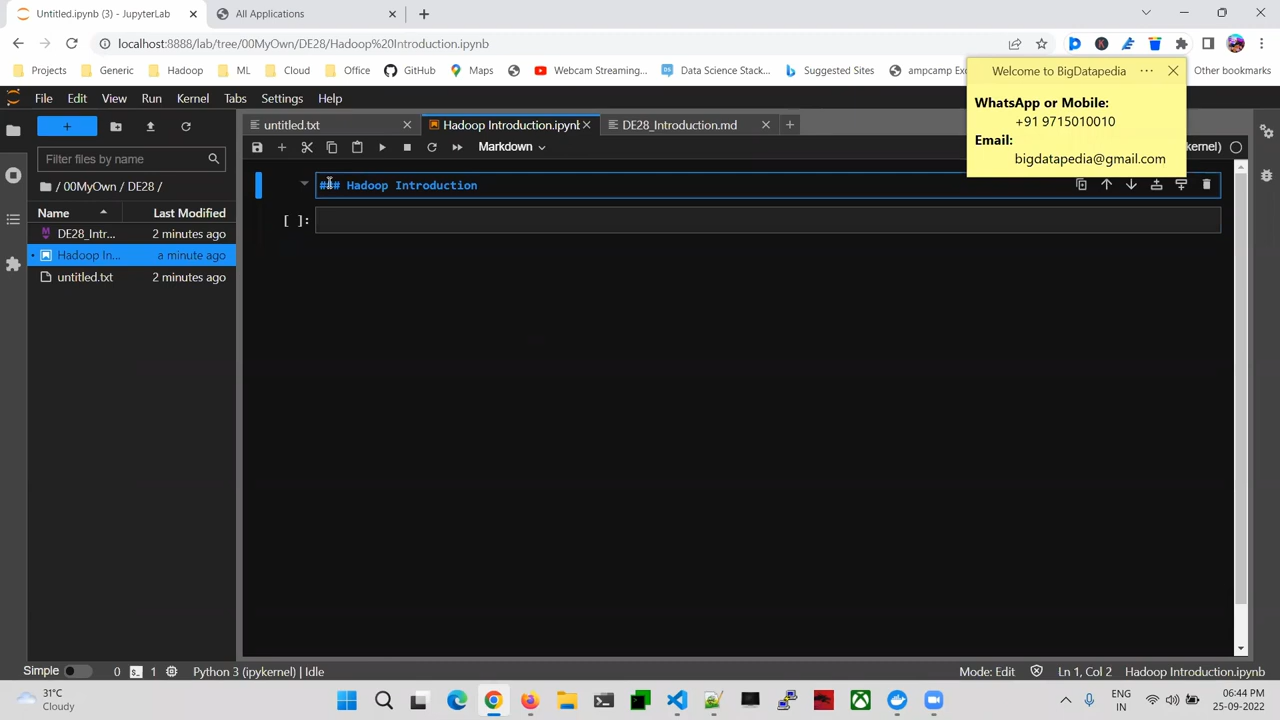 Untitled.ipynb (3) - JupyterLab
All Applications
localhost:8888/lab/tree/00MyOwn/DE28/Hadoop%20Introduction.ipynb
Projects Generic Hadoop ML Cloud Office GitHub Maps Webcam Streaming... Data Science Stack... Suggested Sites ampcamp Other bookmarks
Welcome to BigDatapedia ...
WhatsApp or Mobile:
+91 9715010010
Email:
bigdatapedia@gmail.com
File Edit View Run Kernel Tabs Settings Help
untitled.txt Hadoop Introduction.ipynb DE28_Introduction.md
Filter files by name
Markdown
kernel)
/ 00MyOwn / DE28 /
Name Last Modified
DE28_Intr... 2 minutes ago
Hadoop In... a minute ago
untitled.txt 2 minutes ago
### Hadoop Introduction
[ ]:
Simple 0 1 Python 3 (ipykernel) | Idle Mode: Edit Ln 1, Col 2 Hadoop Introduction.ipynb
31°C
Cloudy
ENG
IN
06:44 PM
25-09-2022